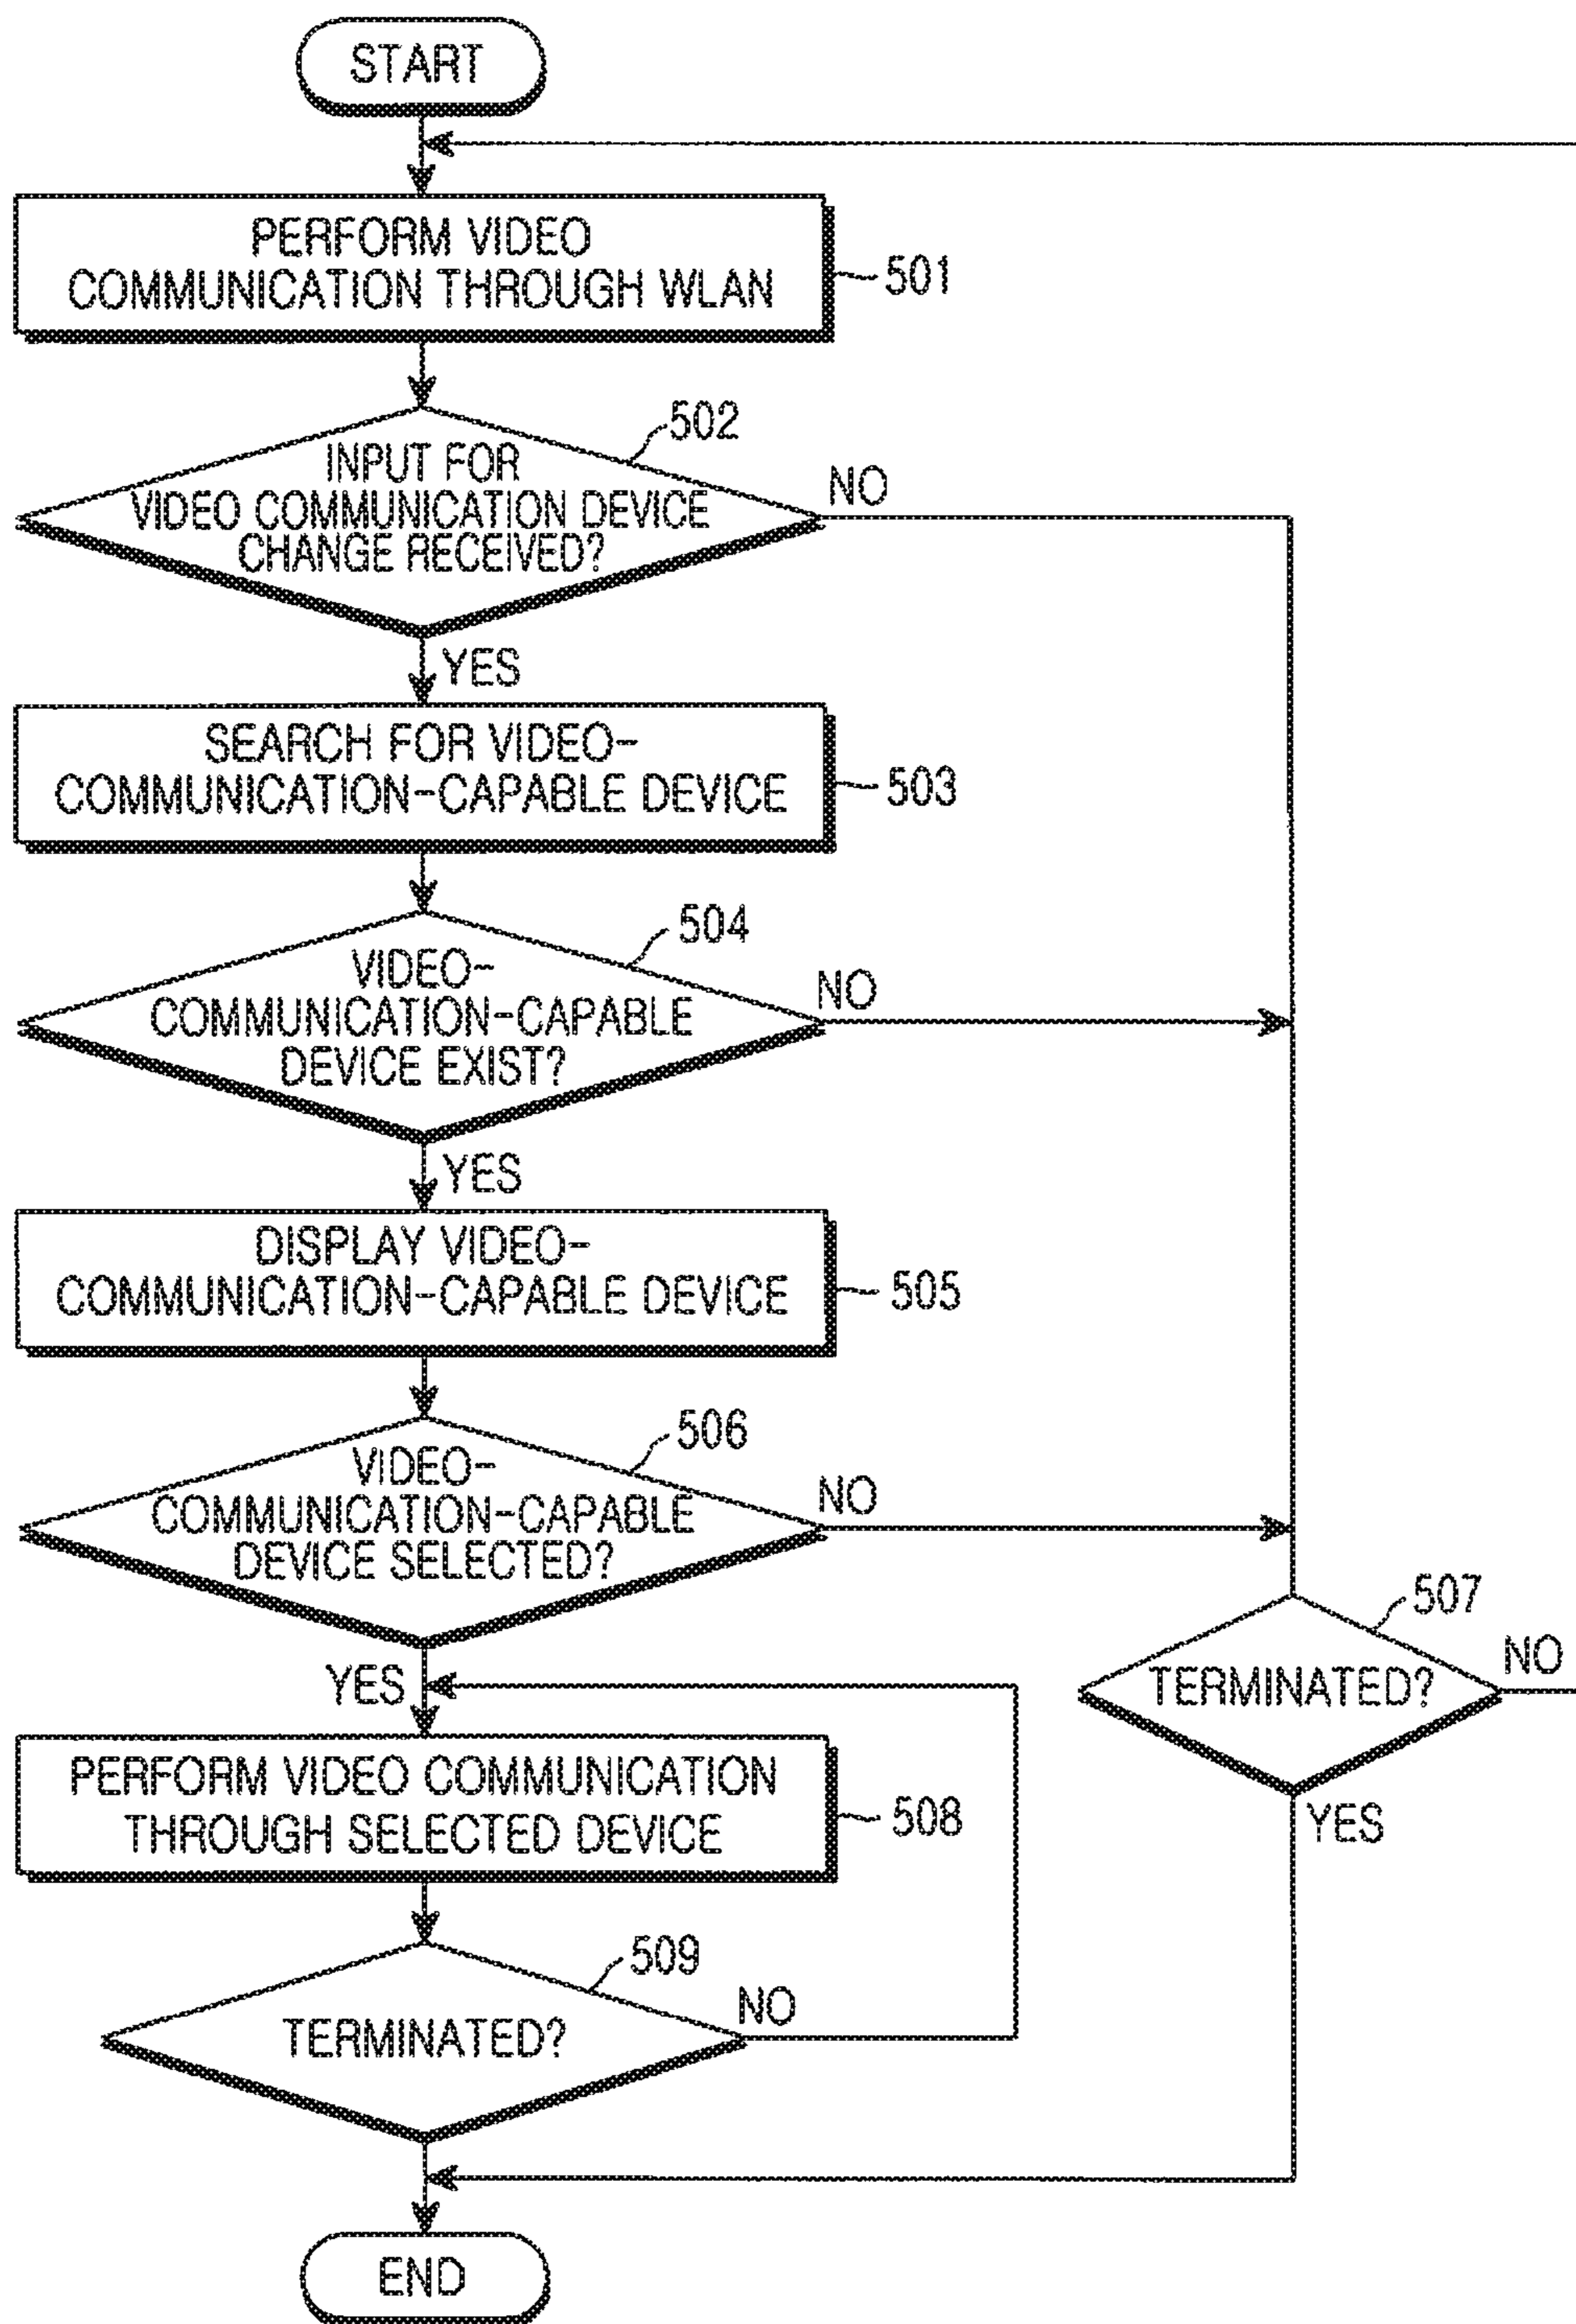 START
PERFORM VIDEO
COMMUNICATION THROUGH WLAN
501
502
INPUT FOR
VIDEO COMMUNICATION DEVICE
CHANGE RECEIVED?
NO
YES
SEARCH FOR VIDEO-
COMMUNICATION-CAPABLE DEVICE
503
504
VIDEO-
COMMUNICATION-CAPABLE
DEVICE EXIST?
NO
YES
DISPLAY VIDEO-
COMMUNICATION-CAPABLE DEVICE
505
506
VIDEO-
COMMUNICATION-CAPABLE
DEVICE SELECTED?
NO
507
TERMINATED?
NO
YES
YES
PERFORM VIDEO COMMUNICATION
THROUGH SELECTED DEVICE
508
509
TERMINATED?
NO
END